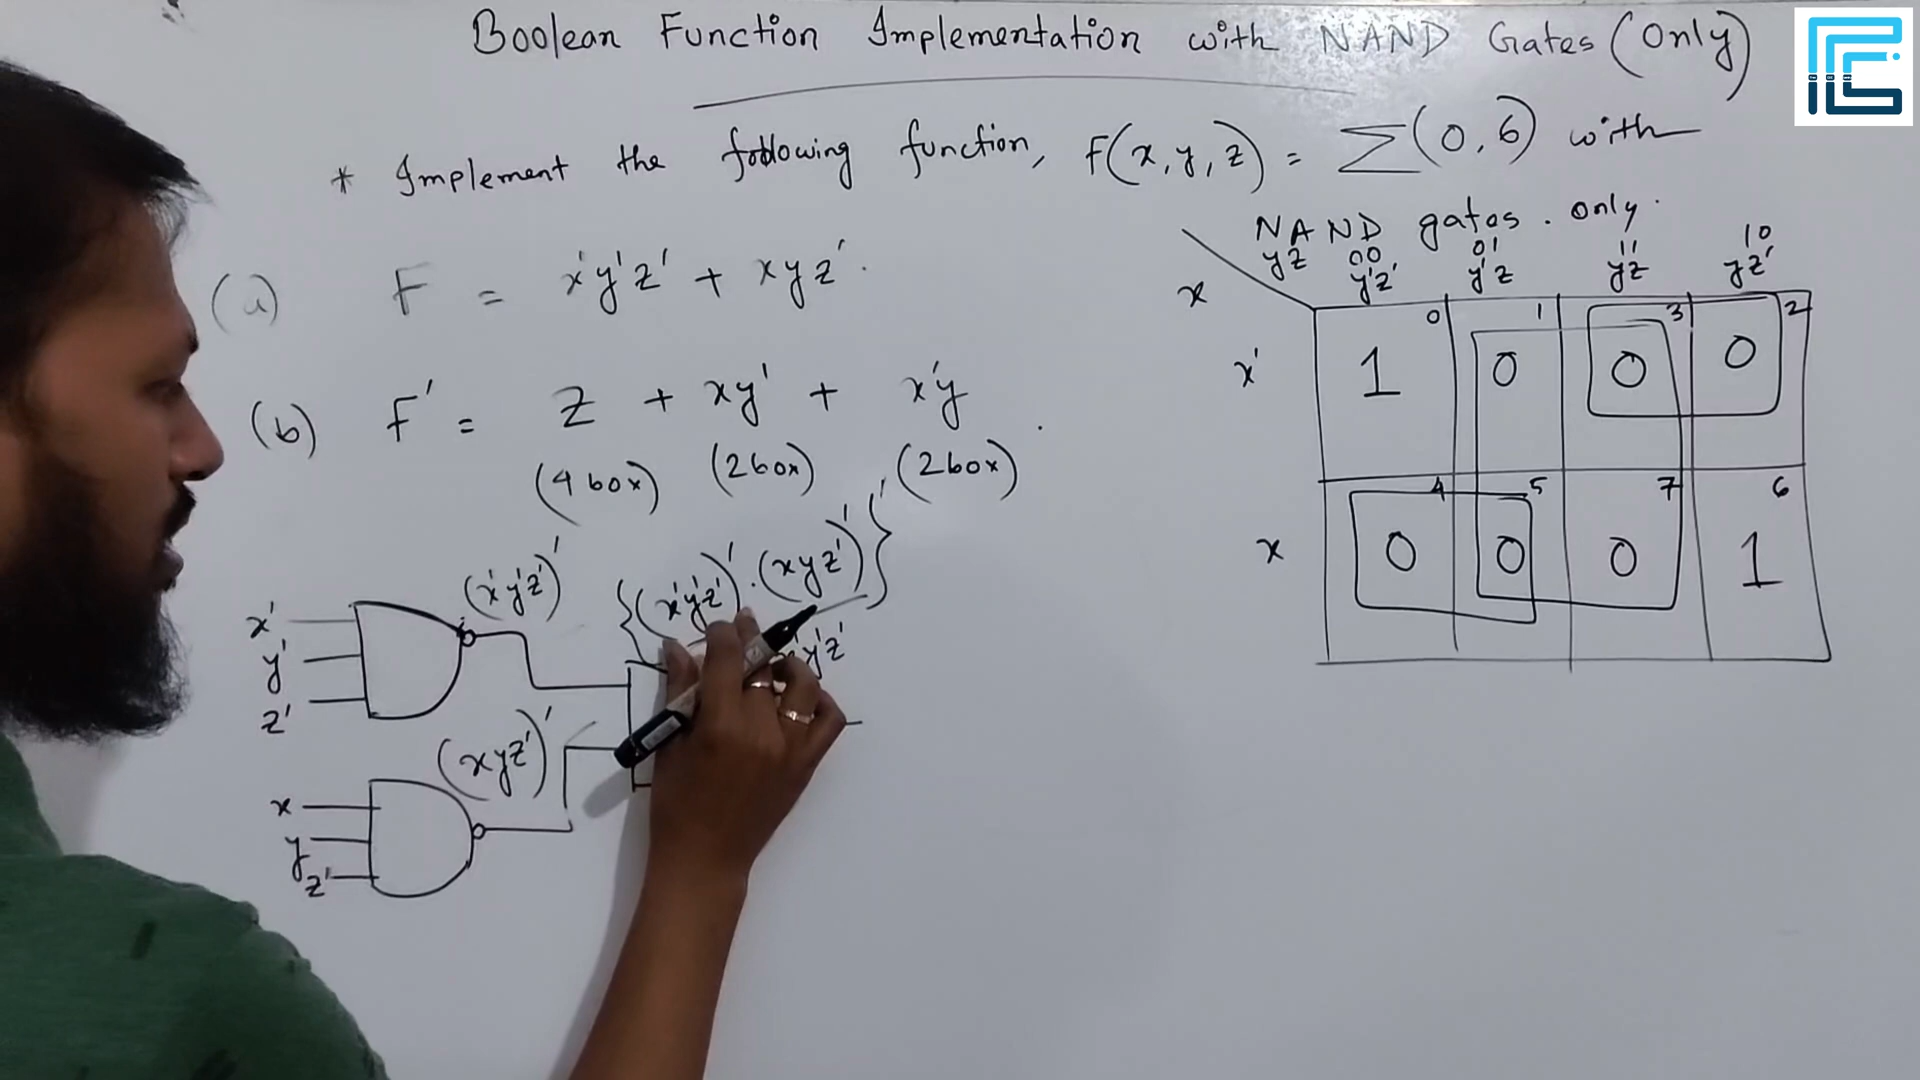 Boolean Function Implementation with NAND Gates (Only)
* Implement the following function, F(x, y, z) = Σ(0,6) with
NAND gates. only.
(a) F = x'y'z' + xyz'.
(b) F' = z + xy' + x'y.
(4 box) (2 box) (2 box)
x'
y'
z'
(x'y'z')'
{(x'y'z')' . (xyz')'}'
y'z'
x
y
z'
(xyz')'
yz 00 01 11 10
x y'z' y'z yz yz'
x' 1 0 0 0
0 1 3 2
x 0 0 0 1
4 5 7 6